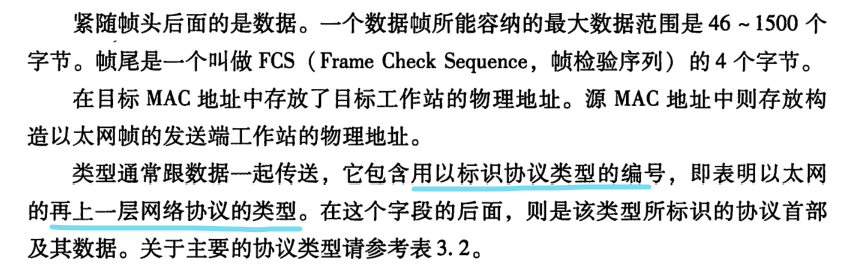 紧随帧头后面的是数据。一个数据帧所能容纳的最大数据范围是 46 ~ 1500 个
字节。帧尾是一个叫做 FCS（Frame Check Sequence，帧检验序列）的 4 个字节。
在目标 MAC 地址中存放了目标工作站的物理地址。源 MAC 地址中则存放构
造以太网帧的发送端工作站的物理地址。
类型通常跟数据一起传送，它包含用以标识协议类型的编号，即表明以太网
的再上一层网络协议的类型。在这个字段的后面，则是该类型所标识的协议首部
及其数据。关于主要的协议类型请参考表 3.2。